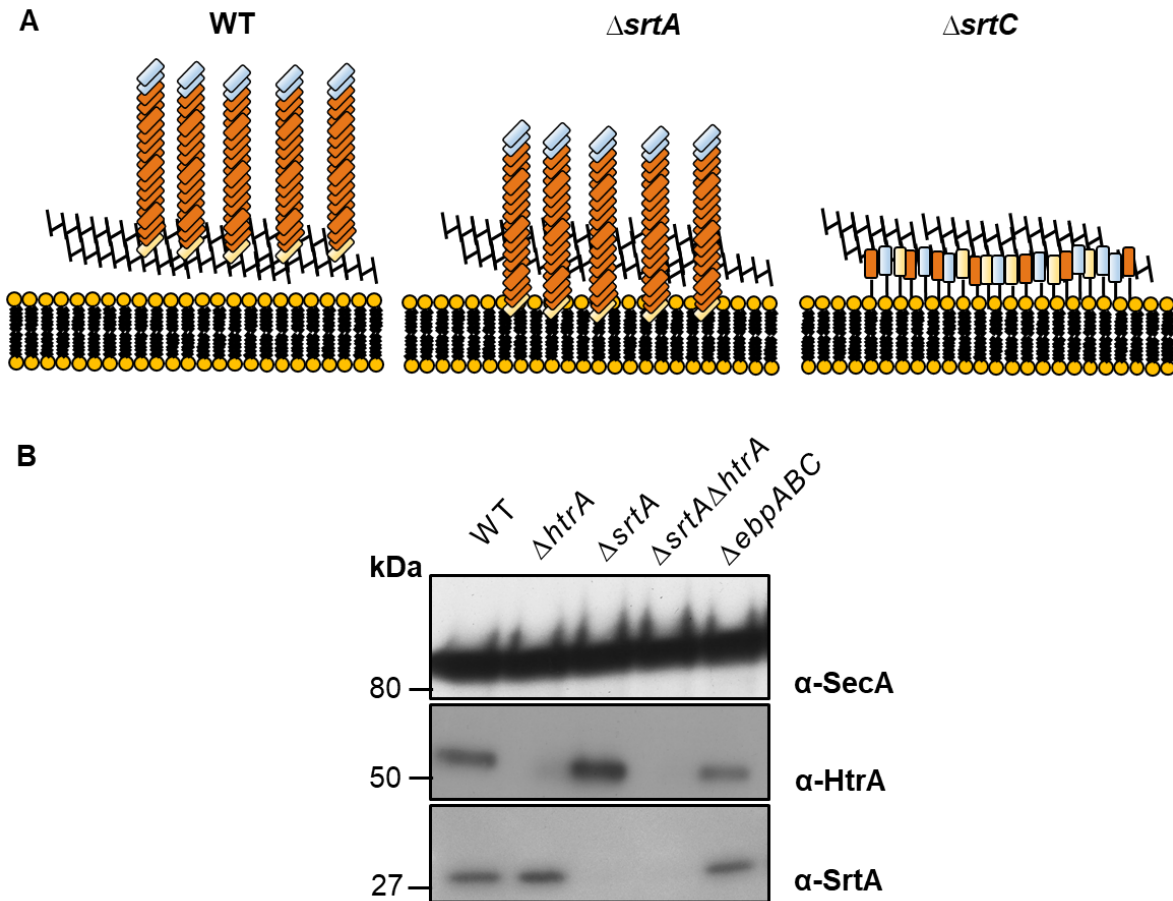 A WT ΔsrtA ΔsrtC
B
WT ΔhtrA ΔsrtA ΔsrtAΔhtrA ΔebpABC
kDa
80 α-SecA
50 α-HtrA
27 α-SrtA